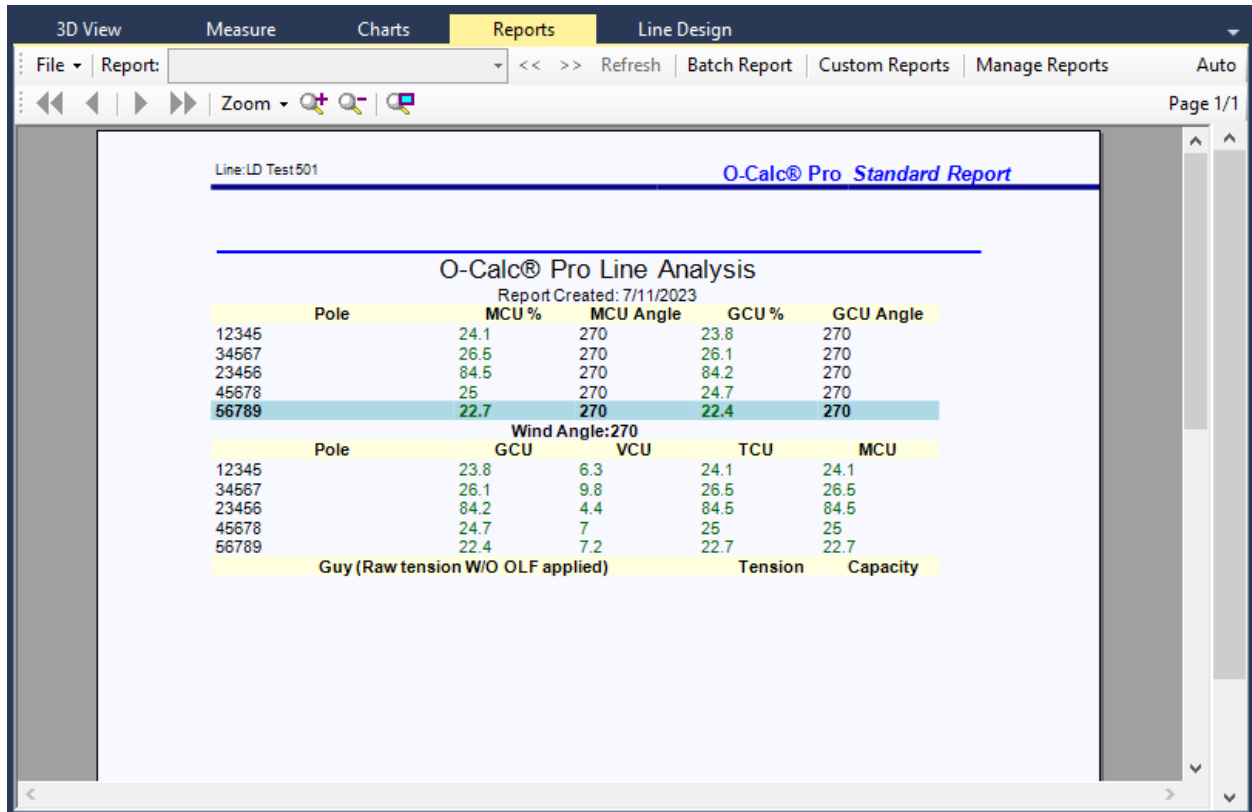 3D View Measure Charts Reports Line Design
File Report: << >> Refresh Batch Report Custom Reports Manage Reports Auto
Zoom Page 1/1
Line:LD Test501 O-Calc® Pro Standard Report
O-Calc® Pro Line Analysis
Report Created: 7/11/2023
Pole MCU % MCU Angle GCU % GCU Angle
12345 24.1 270 23.8 270
34567 26.5 270 26.1 270
23456 84.5 270 84.2 270
45678 25 270 24.7 270
56789 22.7 270 22.4 270
Wind Angle:270
Pole GCU VCU TCU MCU
12345 23.8 6.3 24.1 24.1
34567 26.1 9.8 26.5 26.5
23456 84.2 4.4 84.5 84.5
45678 24.7 7 25 25
56789 22.4 7.2 22.7 22.7
Guy (Raw tension W/O OLF applied) Tension Capacity